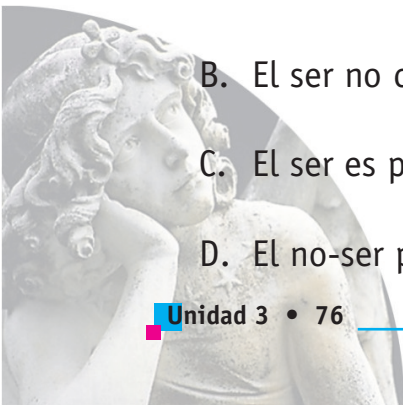 B. El ser no
C. El ser es
D. El no-ser
Unidad 3 • 76